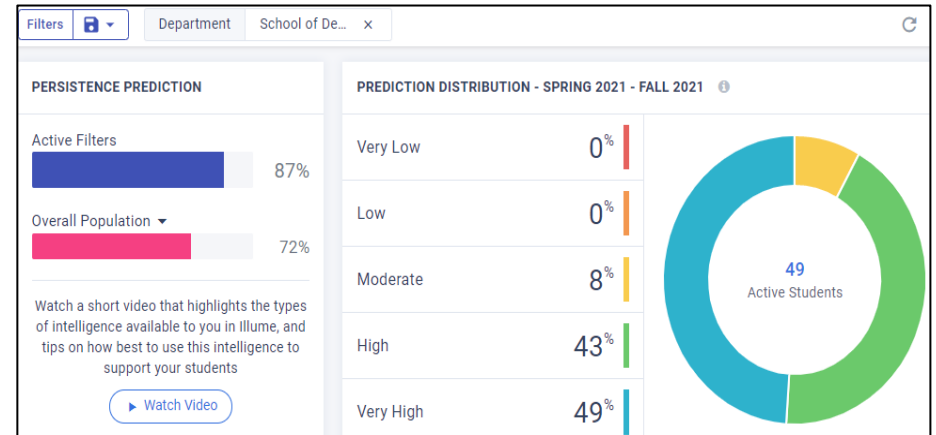 Filters
Department School of De...
PERSISTENCE PREDICTION
Active Filters
87%
Overall Population
72%
Watch a short video that highlights the types
of intelligence available to you in Illume, and
tips on how best to use this intelligence to
support your students
Watch Video
PREDICTION DISTRIBUTION - SPRING 2021 - FALL 2021
Very Low 0%
Low 0%
Moderate 8%
High 43%
Very High 49%
49
Active Students